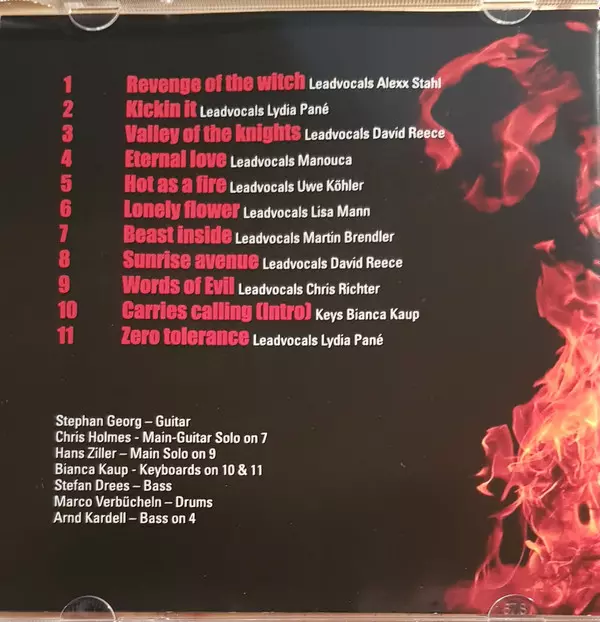 1 Revenge of the witch Leadvocals Alexx Stahl
2 Kickin it Leadvocals Lydia Pané
3 Valley of the knights Leadvocals David Reece
4 Eternal love Leadvocals Manouca
5 Hot as a fire Leadvocals Uwe Köhler
6 Lonely flower Leadvocals Lisa Mann
7 Beast inside Leadvocals Martin Brendler
8 Sunrise avenue Leadvocals David Reece
9 Words of Evil Leadvocals Chris Richter
10 Carries calling (Intro) Keys Bianca Kaup
11 Zero tolerance Leadvocals Lydia Pané
Stephan Georg – Guitar
Chris Holmes - Main-Guitar Solo on 7
Hans Ziller – Main Solo on 9
Bianca Kaup - Keyboards on 10 & 11
Stefan Drees – Bass
Marco Verbücheln – Drums
Arnd Kardell – Bass on 4